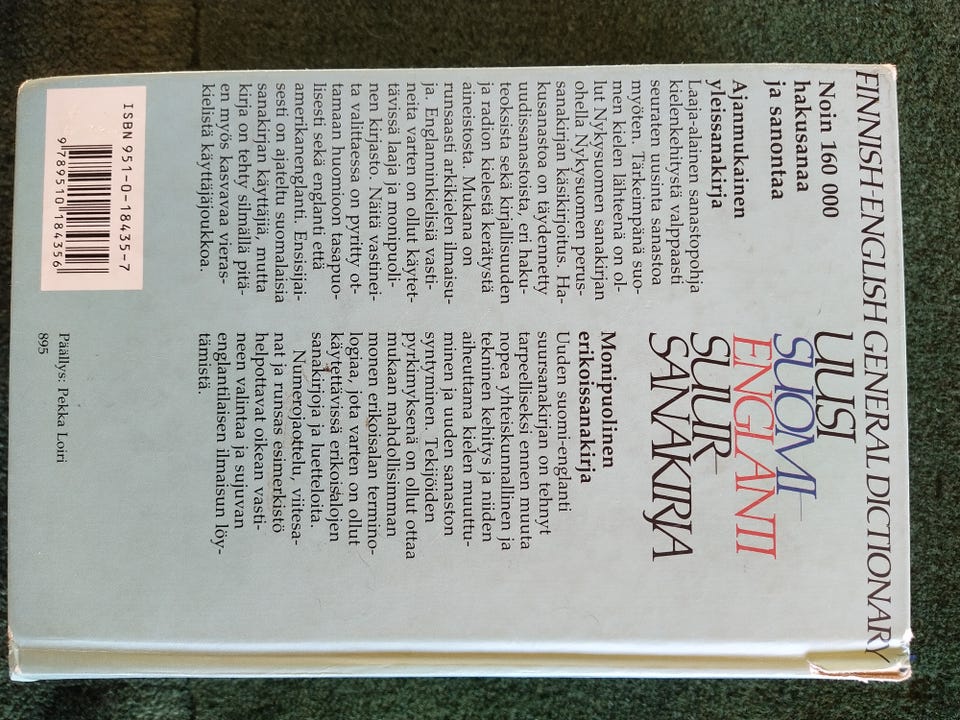 FINNISH-ENGLISH GENERAL DICTIONARY
Noin 160 000
hakusanaa
ja sanontaa
Ajanmukainen
yleissanakirja
Laaja-alainen sanastopohja
kielenkehitystä valppaasti
seuraten uusinta sanastoa
myöten. Tärkeimpänä suo-
men kielen lähteenä on ol-
lut Nykysuomen sanakirjan
ohella Nykysuomen perus-
sanakirjan käsikirjoitus. Ha-
kusanastoa on täydennetty
uudissanastoista, eri haku-
teoksista sekä kirjallisuuden
ja radion kielestä kerätystä
aineistosta. Mukana on
runsaasti arkikielen ilmaisu-
ja. Englanninkielisiä vasti-
neita varten on ollut käytet-
tävissä laaja ja monipuoli-
nen kirjasto. Näitä vastinei-
ta valittaessa on pyritty ot-
tamaan huomioon tasapuo-
lisesti sekä englanti että
amerikanenglanti. Ensisijai-
sesti on ajateltu suomalaisia
sanakirjan käyttäjiä, mutta
kirja on tehty silmällä pitä-
en myös kasvavaa vieras-
kielistä käyttäjäjoukkoa.
UUSI
SUOMI-
ENGLANTI
SUUR-
SANAKIRJA
Monipuolinen
erikoissanakirja
Uuden suomi-englanti
suursanakirjan on tehnyt
tarpeelliseksi ennen muuta
nopea yhteiskunnallinen ja
tekninen kehitys ja niiden
aiheuttama kielen muuttu-
minen ja uuden sanaston
syntyminen. Tekijöiden
pyrkimyksenä on ollut ottaa
mukaan mahdollisimman
monen erikoisalan termino-
logiaa, jota varten on ollut
käytettävissä erikoisalojen
sanakirjoja ja luetteloita.
Numerojaottelu, viitesa-
nat ja runsas esimerkistö
helpottavat oikean vasti-
neen valintaa ja sujuvan
englantilaisen ilmaisun löy-
tämistä.
Päällys: Pekka Loiri
895
ISBN 951-0-18435-7
9 789510 184356